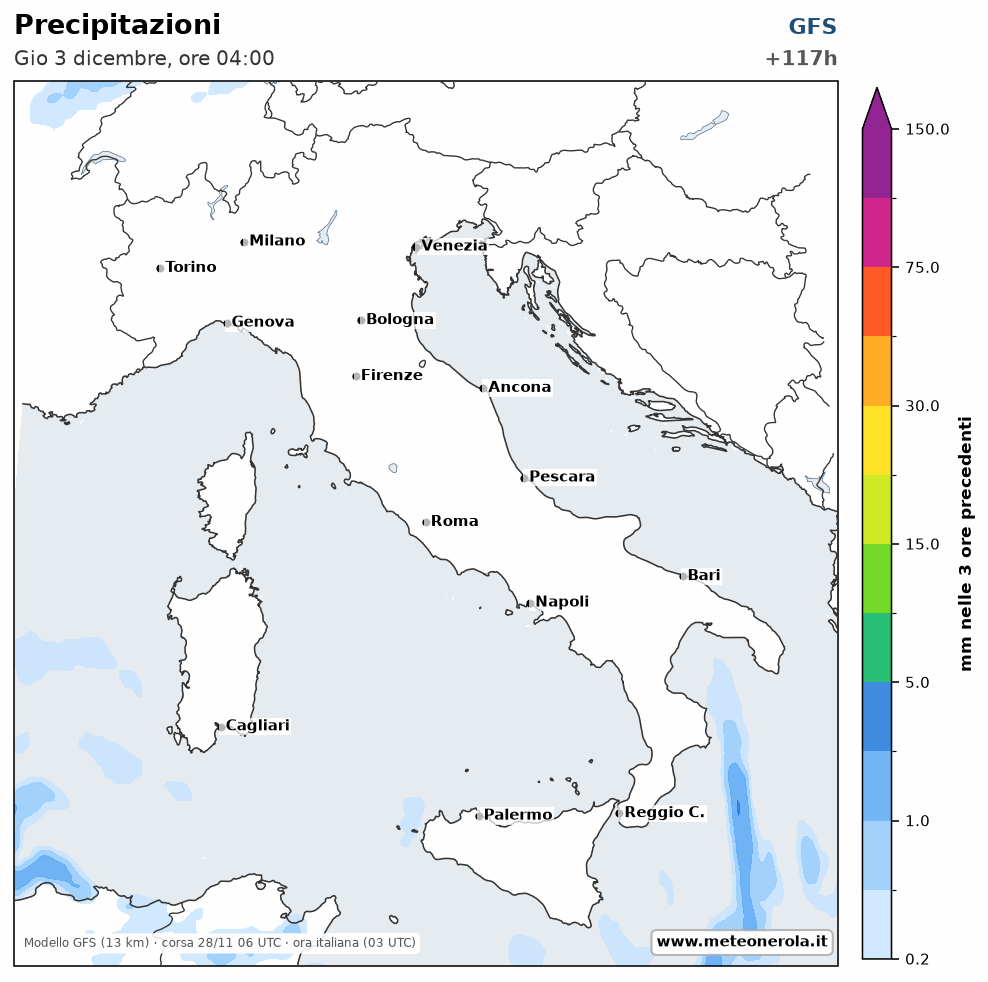 Precipitazioni
GFS
Gio 3 dicembre, ore 04:00
+117h
150.0
75.0
30.0
15.0
5.0
1.0
0.2
mm nelle 3 ore precedenti
Milano
Venezia
Torino
Genova
Bologna
Firenze
Ancona
Pescara
Roma
Bari
Napoli
Cagliari
Palermo
Reggio C.
Modello GFS (13 km) · corsa 28/11 06 UTC · ora italiana (03 UTC)
www.meteonerola.it